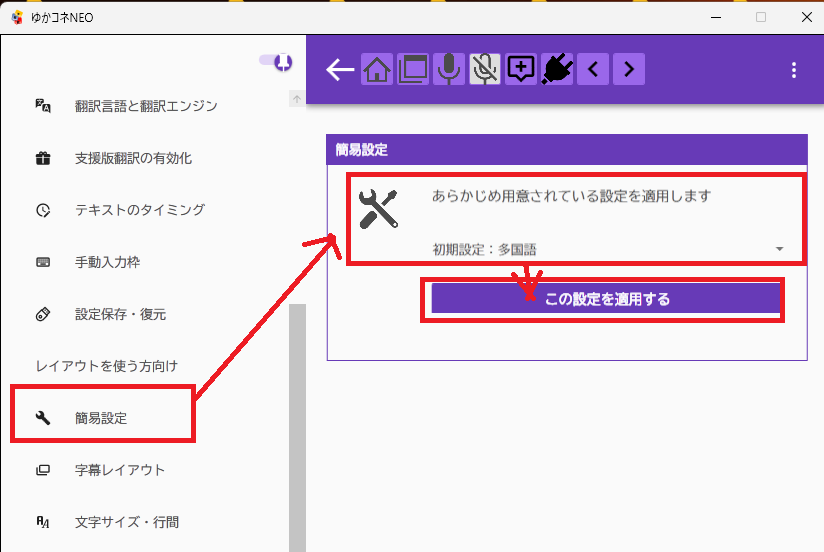 ゆかコネNEO
翻訳言語と翻訳エンジン
支援版翻訳の有効化
テキストのタイミング
手動入力枠
設定保存・復元
レイアウトを使う方向け
簡易設定
字幕レイアウト
文字サイズ・行間
簡易設定
あらかじめ用意されている設定を適用します
初期設定：多国語
この設定を適用する